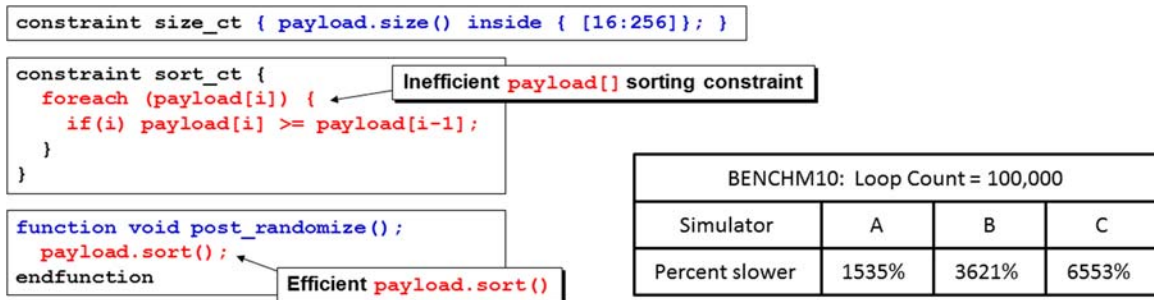 constraint size_ct { payload.size() inside { [16:256]}; }
constraint sort_ct {
foreach (payload[i]) {
if(i) payload[i] >= payload[i-1];
}
}
Inefficient payload[] sorting constraint
function void post_randomize();
payload.sort();
endfunction
Efficient payload.sort()
BENCHM10: Loop Count = 100,000
Simulator A B C
Percent slower 1535% 3621% 6553%